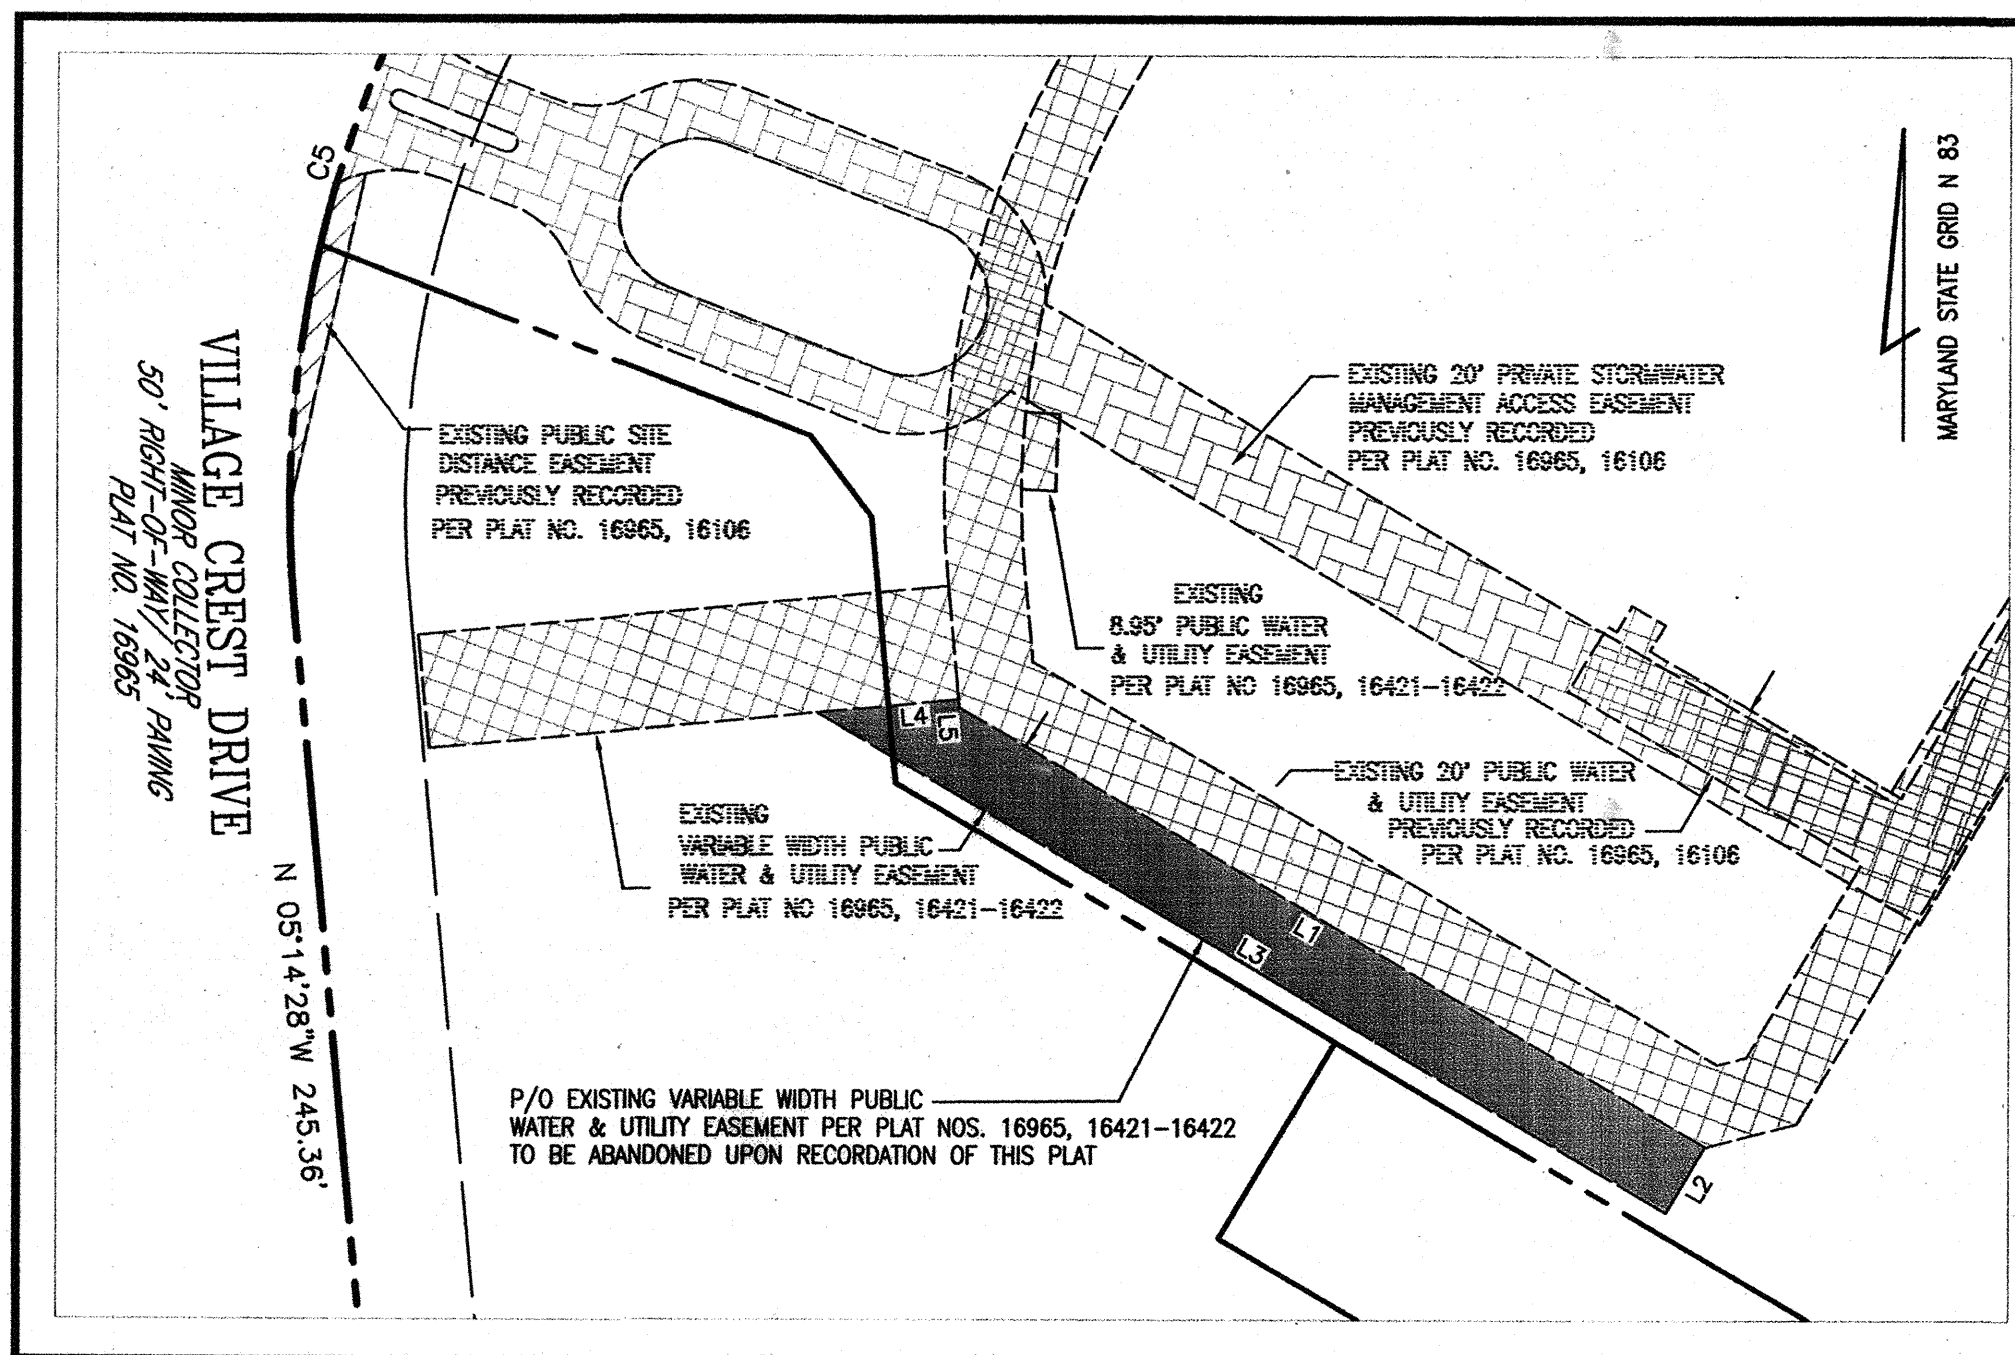 C5
MARYLAND STATE GRID N 83
EXISTING 20' PRIVATE STORMWATER
MANAGEMENT ACCESS EASEMENT
PREVIOUSLY RECORDED
PER PLAT NO. 16965, 16106
EXISTING PUBLIC SITE
DISTANCE EASEMENT
PREVIOUSLY RECORDED
PER PLAT NO. 16965, 16106
VILLAGE CREST DRIVE
MINOR COLLECTOR
50' RIGHT-OF-WAY/ 24' PAVING
PLAT NO. 16965
EXISTING
8.95' PUBLIC WATER
& UTILITY EASEMENT
PER PLAT NO 16965, 16421-16422
L4
L5
EXISTING 20' PUBLIC WATER
& UTILITY EASEMENT
PREVIOUSLY RECORDED
PER PLAT NO. 16965, 16106
EXISTING
VARIABLE WIDTH PUBLIC
WATER & UTILITY EASEMENT
PER PLAT NO 16965, 16421-16422
L1
L3
N 05°14'28"W 245.36'
P/O EXISTING VARIABLE WIDTH PUBLIC
WATER & UTILITY EASEMENT PER PLAT NOS. 16965, 16421-16422
TO BE ABANDONED UPON RECORDATION OF THIS PLAT
L2